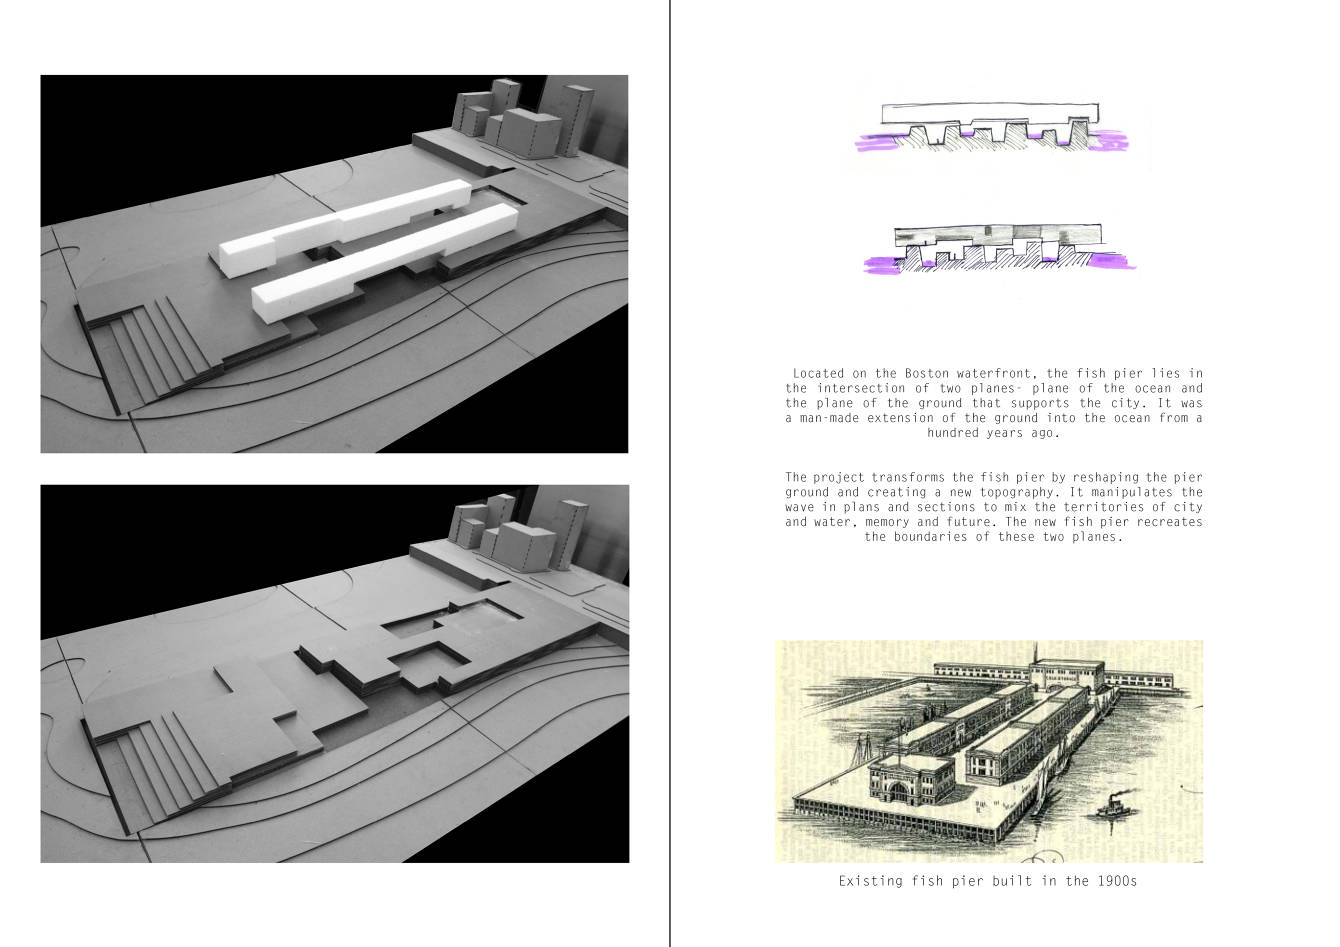 Located on the Boston waterfront, the fish pier lies in
the intersection of two planes- plane of the ocean and
the plane of the ground that supports the city. It was
a man-made extension of the ground into the ocean from a
hundred years ago.
The project transforms the fish pier by reshaping the pier
ground and creating a new topography. It manipulates the
wave in plans and sections to mix the territories of city
and water, memory and future. The new fish pier recreates
the boundaries of these two planes.
Existing fish pier built in the 1900s